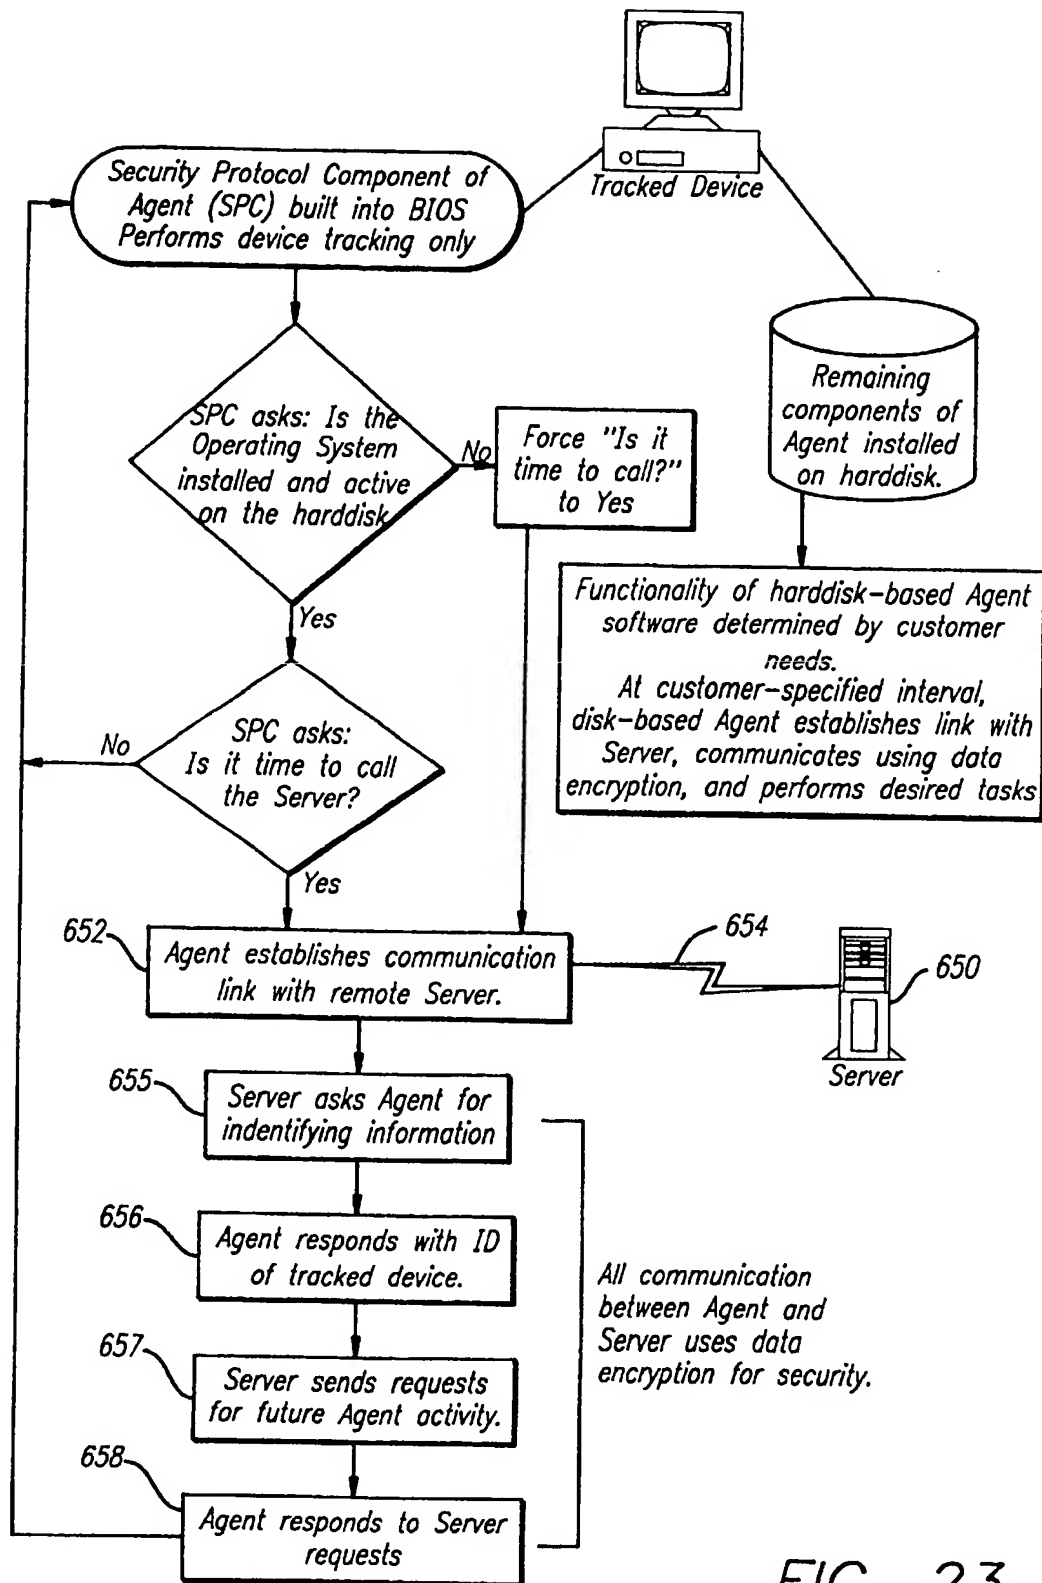 Tracked Device
Security Protocol Component of
Agent (SPC) built into BIOS
Performs device tracking only
SPC asks: Is the
Operating System
installed and active
on the harddisk
No
Force "Is it
time to call?"
to Yes
Remaining
components of
Agent installed
on harddisk.
Yes
Functionality of harddisk-based Agent
software determined by customer
needs.
At customer-specified interval,
disk-based Agent establishes link with
Server, communicates using data
encryption, and performs desired tasks
SPC asks:
Is it time to call
the Server?
No
Yes
652
Agent establishes communication
link with remote Server.
654
650
Server
655
Server asks Agent for
indentifying information
656
Agent responds with ID
of tracked device.
657
Server sends requests
for future Agent activity.
658
Agent responds to Server
requests
All communication
between Agent and
Server uses data
encryption for security.
FIG. 23